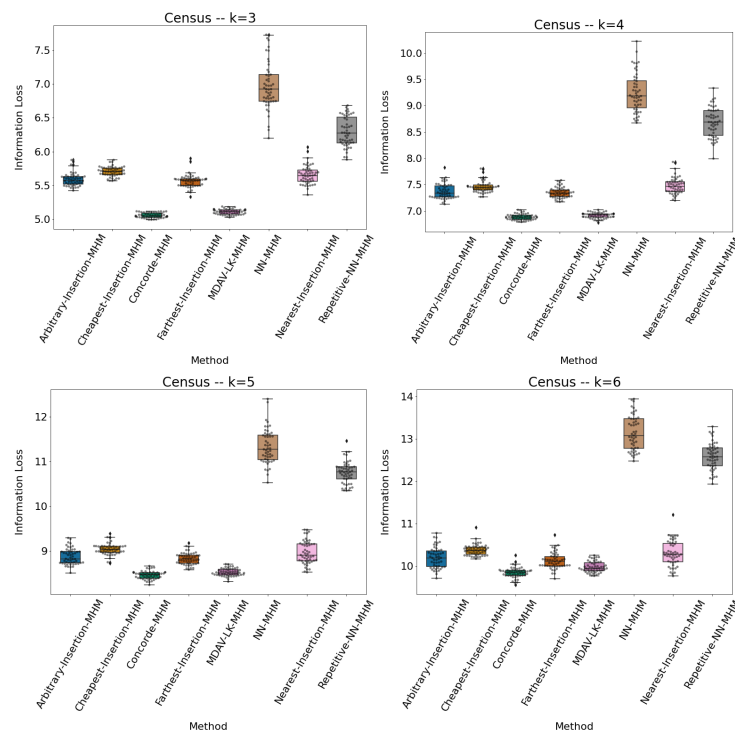 Census -- k=3
Information Loss
7.5
7.0
6.5
6.0
5.5
5.0
Arbitrary-Insertion-MHM
Cheapest-Insertion-MHM
Concorde-MHM
Farthest-Insertion-MHM
MDAV-LK-MHM
NN-MHM
Nearest-Insertion-MHM
Repetitive-NN-MHM
Method
Census -- k=4
Information Loss
10.0
9.5
9.0
8.5
8.0
7.5
7.0
Arbitrary-Insertion-MHM
Cheapest-Insertion-MHM
Concorde-MHM
Farthest-Insertion-MHM
MDAV-LK-MHM
NN-MHM
Nearest-Insertion-MHM
Repetitive-NN-MHM
Method
Census -- k=5
Information Loss
12
11
10
9
Arbitrary-Insertion-MHM
Cheapest-Insertion-MHM
Concorde-MHM
Farthest-Insertion-MHM
MDAV-LK-MHM
NN-MHM
Nearest-Insertion-MHM
Repetitive-NN-MHM
Method
Census -- k=6
Information Loss
14
13
12
11
10
Arbitrary-Insertion-MHM
Cheapest-Insertion-MHM
Concorde-MHM
Farthest-Insertion-MHM
MDAV-LK-MHM
NN-MHM
Nearest-Insertion-MHM
Repetitive-NN-MHM
Method